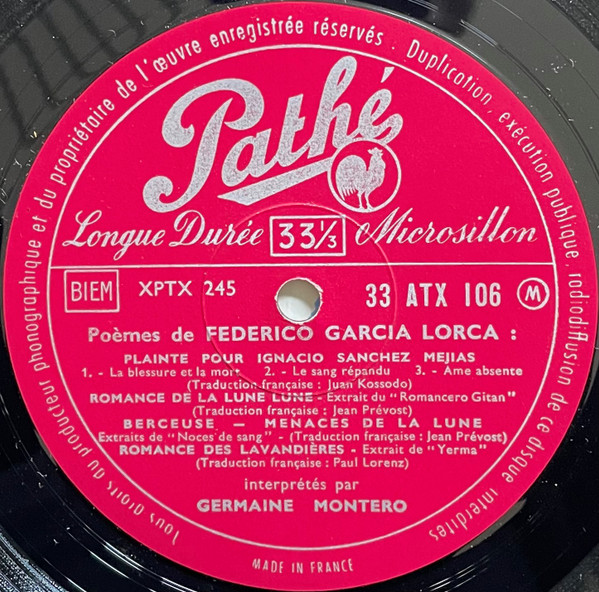 Tous droits du producteur phonographique et du propriétaire de l'œuvre enregistrée réservés. Duplication, exécution publique, radiodiffusion de ce disque interdites
Pathé
Longue Durée 33⅓ Microsillon
BIEM XPTX 245 33 ATX 106 M
Poèmes de FEDERICO GARCIA LORCA :
PLAINTE POUR IGNACIO SANCHEZ MEJIAS
1. - La blessure et la mort 2. - Le sang répandu 3. - Ame absente
(Traduction française : Juan Kossodo)
ROMANCE DE LA LUNE LUNE - Extrait du "Romancero Gitan"
(Traduction française : Jean Prévost)
BERCEUSE — MENACES DE LA LUNE
Extraits de "Noces de sang" - (Traduction française : Jean Prévost)
ROMANCE DES LAVANDIÈRES - Extrait de "Yerma"
(Traduction française : Paul Lorenz)
interprétés par
GERMAINE MONTERO
MADE IN FRANCE